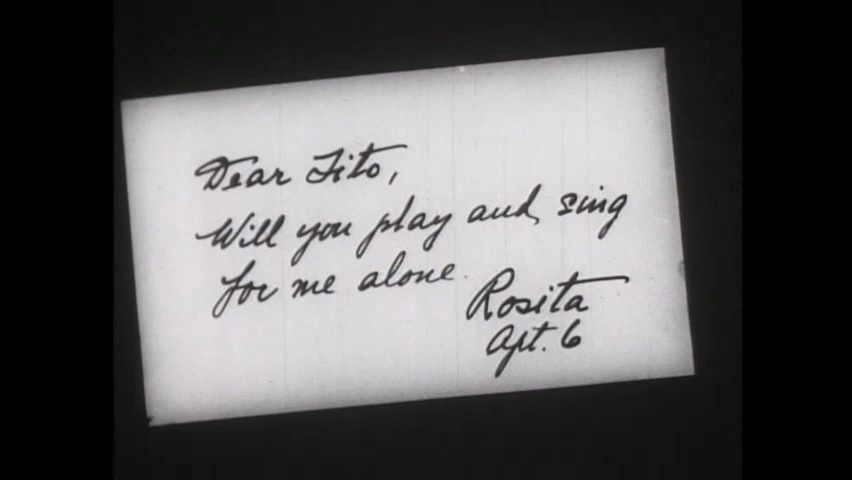 Dear Tito,
Will you play and sing
for me alone.
Rosita
Apt. 6